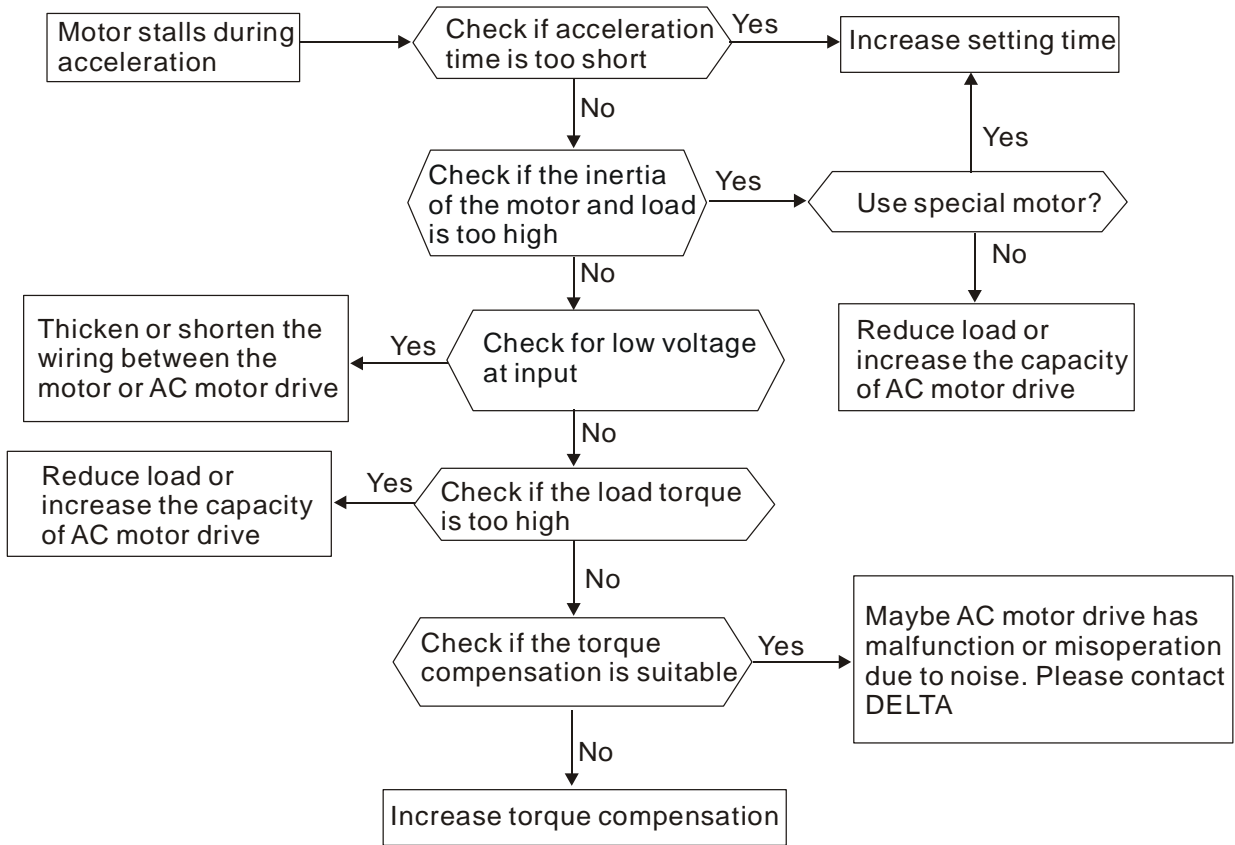 Motor stalls during
acceleration
Check if acceleration
time is too short
Yes
Increase setting time
No
Yes
Check if the inertia
of the motor and load
is too high
Yes
Use special motor?
No
No
Thicken or shorten the
wiring between the
motor or AC motor drive
Yes
Check for low voltage
at input
Reduce load or
increase the capacity
of AC motor drive
No
Reduce load or
increase the capacity
of AC motor drive
Yes
Check if the load torque
is too high
No
Check if the torque
compensation is suitable
Yes
Maybe AC motor drive has
malfunction or misoperation
due to noise. Please contact
DELTA
No
Increase torque compensation